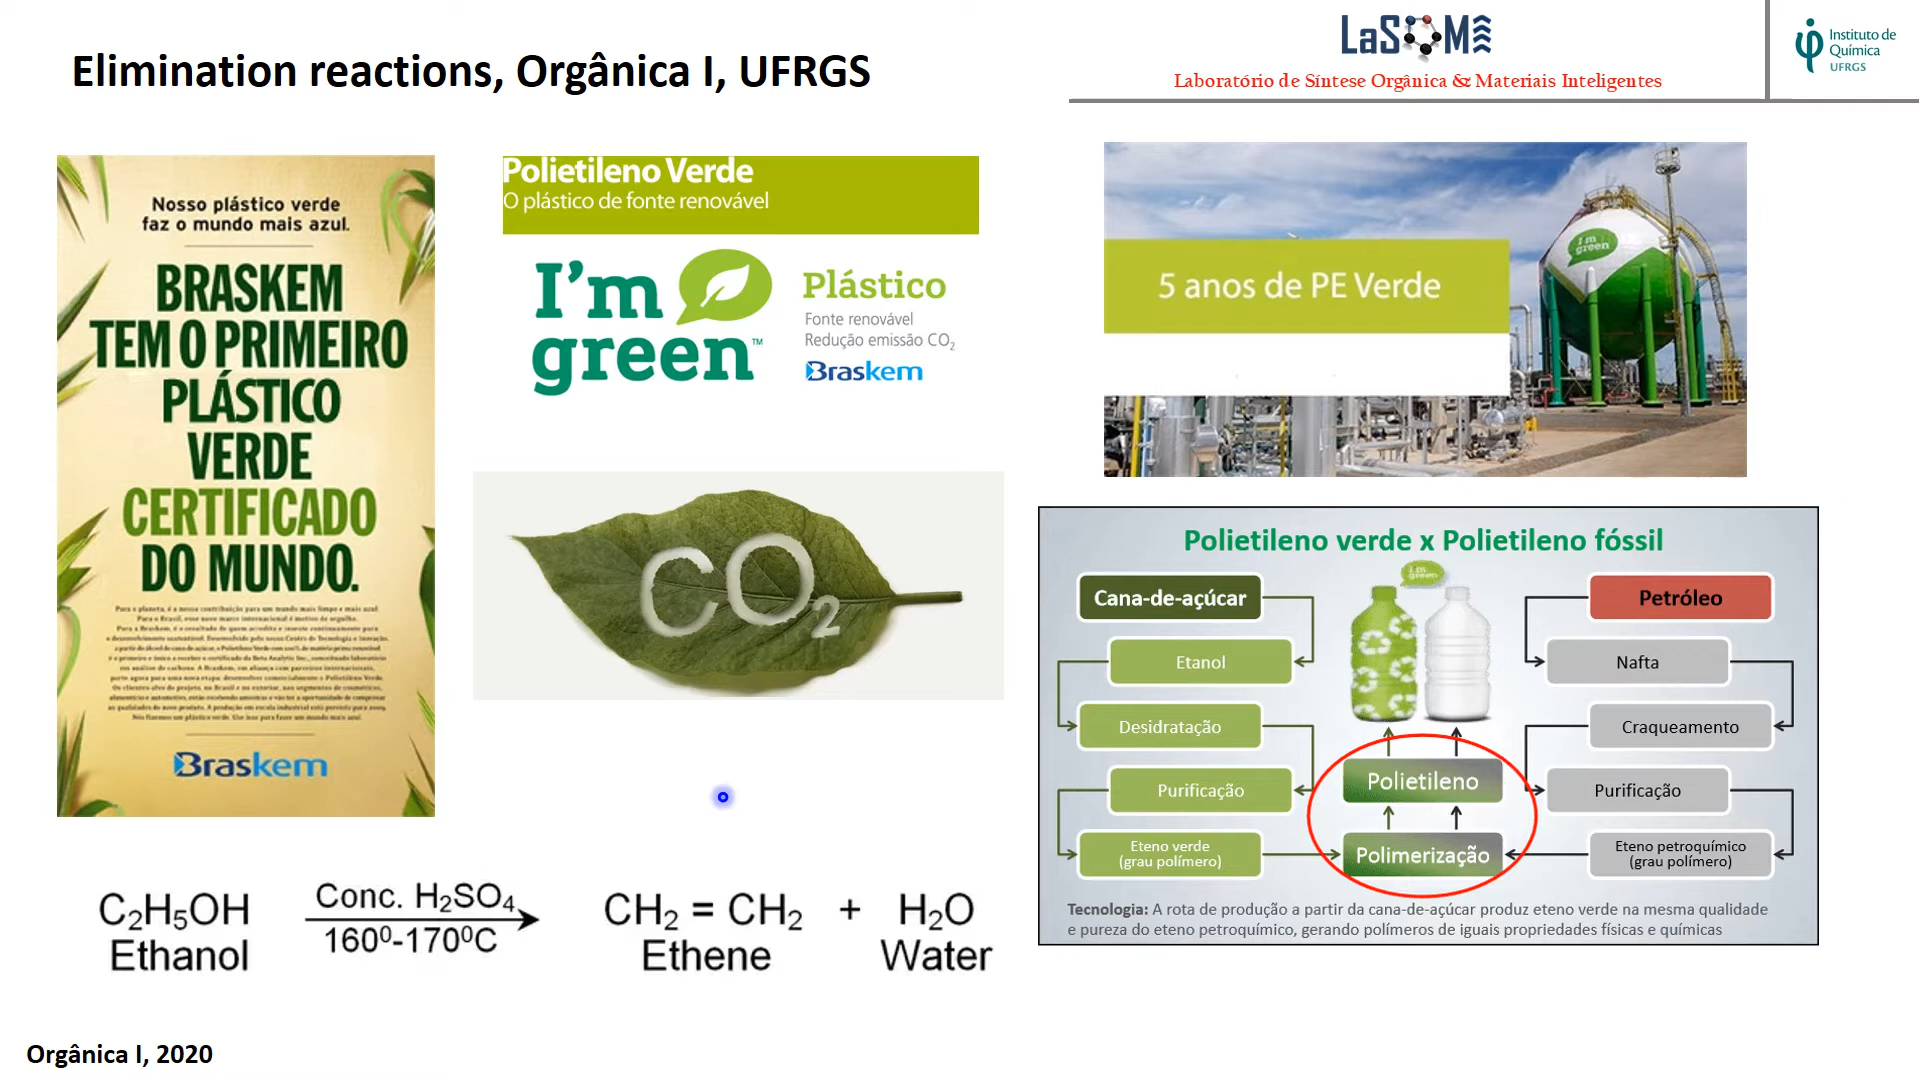 Elimination reactions, Orgânica I, UFRGS
LaSOMI
Laboratório de Síntese Orgânica & Materiais Inteligentes
Instituto de
Química
UFRGS
Nosso plástico verde
faz o mundo mais azul.
BRASKEM
TEM O PRIMEIRO
PLÁSTICO
VERDE
CERTIFICADO
DO MUNDO.
Braskem
Polietileno Verde
O plástico de fonte renovável
I'm
green™
Plástico
Fonte renovável
Redução emissão CO₂
Braskem
CO₂
5 anos de PE Verde
I'm
green
Polietileno verde x Polietileno fóssil
I'm
green
Cana-de-açúcar
Etanol
Desidratação
Purificação
Eteno verde
(grau polímero)
Polietileno
Polimerização
Petróleo
Nafta
Craqueamento
Purificação
Eteno petroquímico
(grau polímero)
Tecnologia: A rota de produção a partir da cana-de-açúcar produz eteno verde na mesma qualidade
e pureza do eteno petroquímico, gerando polímeros de iguais propriedades físicas e químicas
C₂H₅OH Conc. H₂SO₄ CH₂ = CH₂ + H₂O
160⁰-170⁰C
Ethanol Ethene Water
Orgânica I, 2020